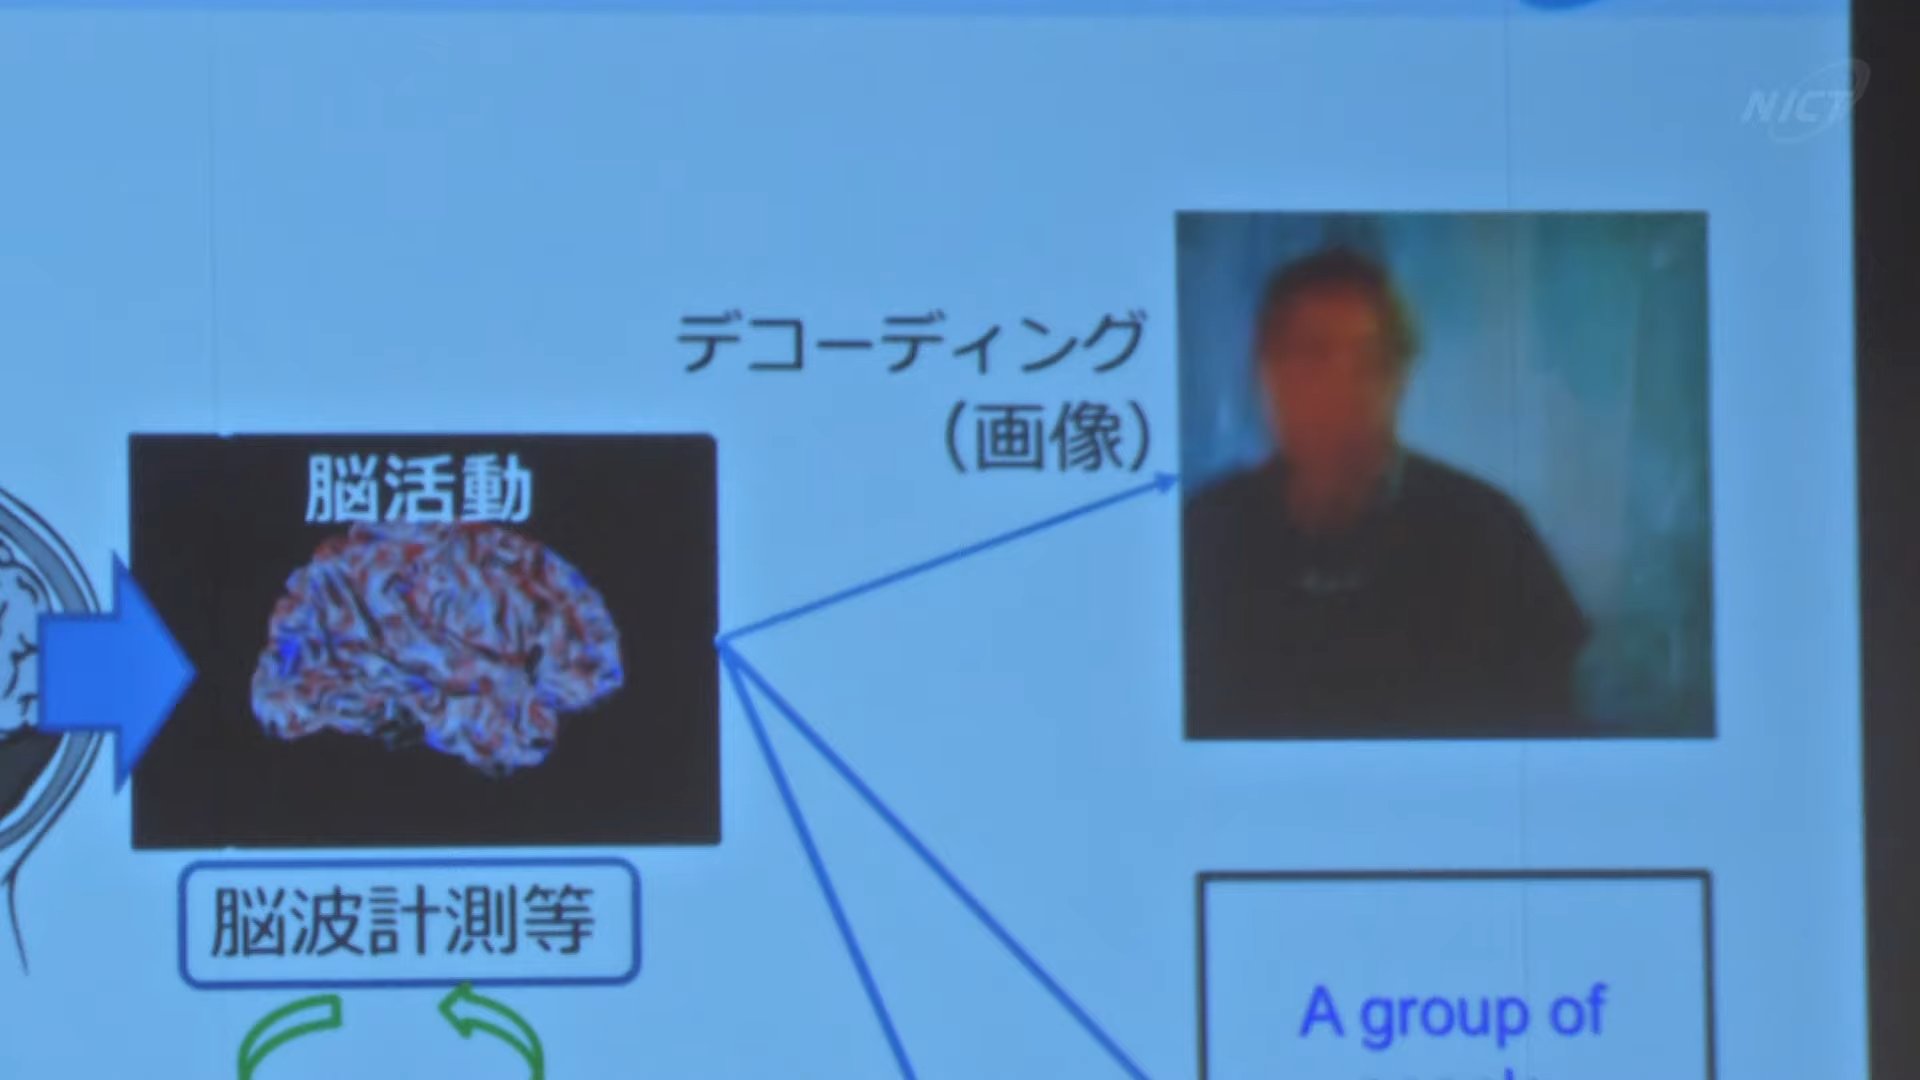 NICT
デコーディング
（画像）
脳活動
脳波計測等
A group of